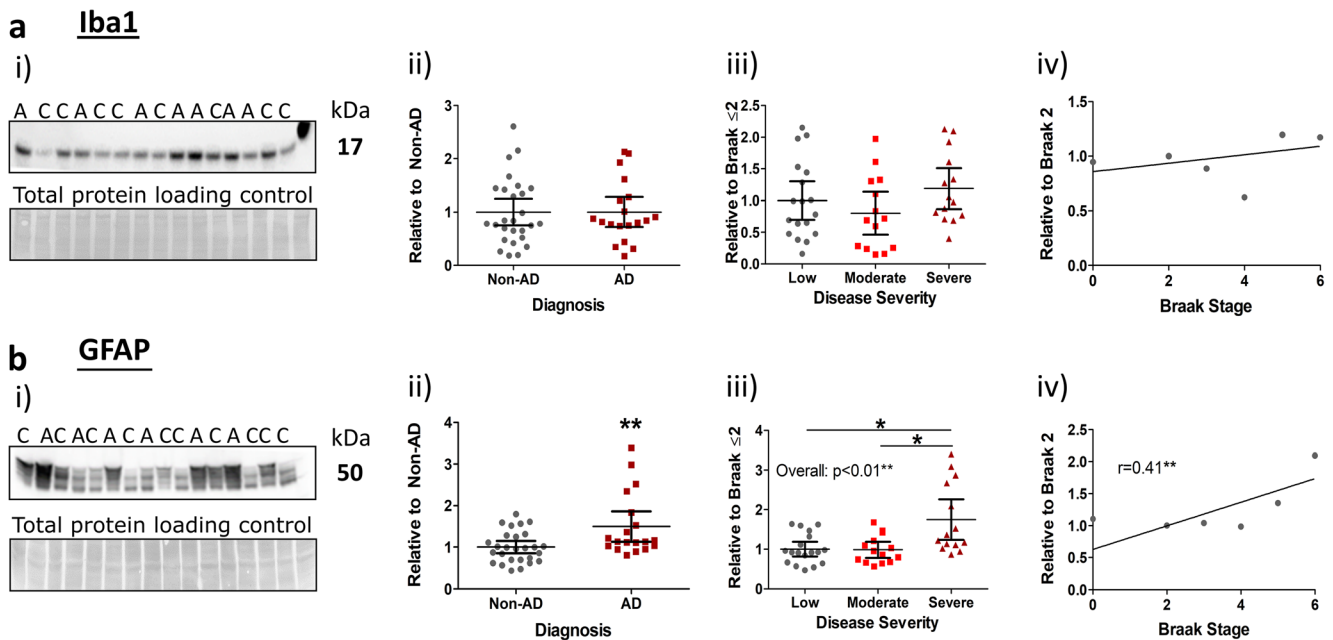 a Iba1
i)
A C C A C C A C A A C A A C C kDa
17
Total protein loading control
ii)
Relative to Non-AD
3
2
1
0
Non-AD AD
Diagnosis
iii)
Relative to Braak ≤2
2.5
2.0
1.5
1.0
0.5
0.0
Low Moderate Severe
Disease Severity
iv)
Relative to Braak 2
1.5
1.0
0.5
0.0
0 2 4 6
Braak Stage
b GFAP
i)
C A C A C A C A C C A C A C C C kDa
50
Total protein loading control
ii)
Relative to Non-AD
4
3
2
1
0
**
Non-AD AD
Diagnosis
iii)
Relative to Braak ≤2
4
3
2
1
0
*
*
Overall: p<0.01**
Low Moderate Severe
Disease Severity
iv)
Relative to Braak 2
2.5
2.0
1.5
1.0
0.5
0.0
r=0.41**
0 2 4 6
Braak Stage